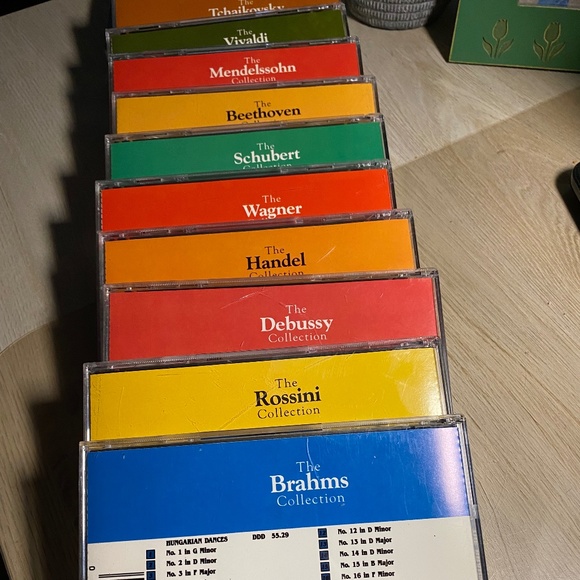 The
Tchaikovsky
The
Vivaldi
The
Mendelssohn
Collection
The
Beethoven
The
Schubert
Collection
The
Wagner
The
Handel
Collection
The
Debussy
Collection
The
Rossini
Collection
The
Brahms
Collection
HUNGARIAN DANCES DDD 55.29
No. 1 in G Minor
No. 2 in D Minor
No. 3 in F Major
No. 12 in D Minor
No. 13 in D Major
No. 14 in D Minor
No. 15 in B Major
No. 16 in F Minor